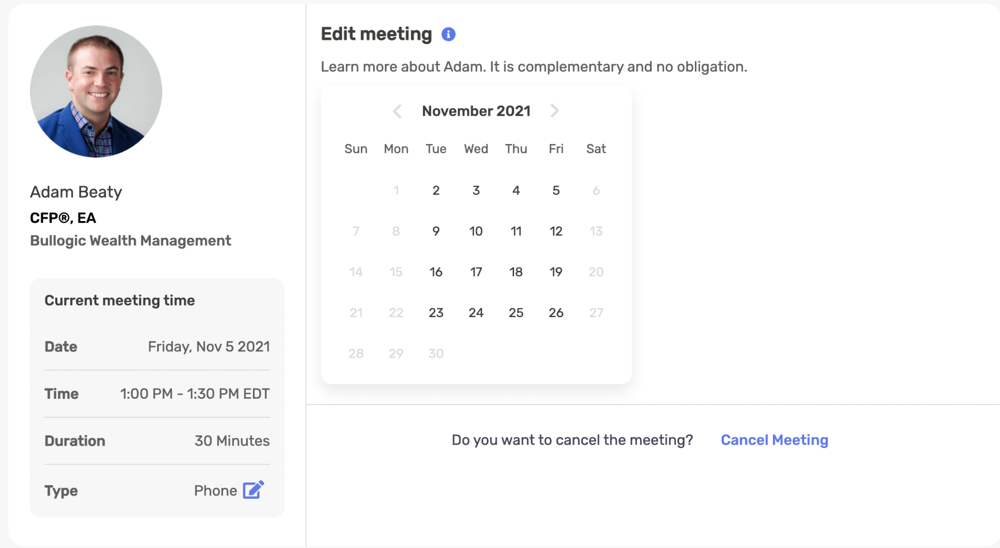 Adam Beaty
CFP®, EA
Bullogic Wealth Management
Current meeting time
Date Friday, Nov 5 2021
Time 1:00 PM - 1:30 PM EDT
Duration 30 Minutes
Type Phone
Edit meeting
Learn more about Adam. It is complementary and no obligation.
November 2021
Sun Mon Tue Wed Thu Fri Sat
1 2 3 4 5 6
7 8 9 10 11 12 13
14 15 16 17 18 19 20
21 22 23 24 25 26 27
28 29 30
Do you want to cancel the meeting? Cancel Meeting